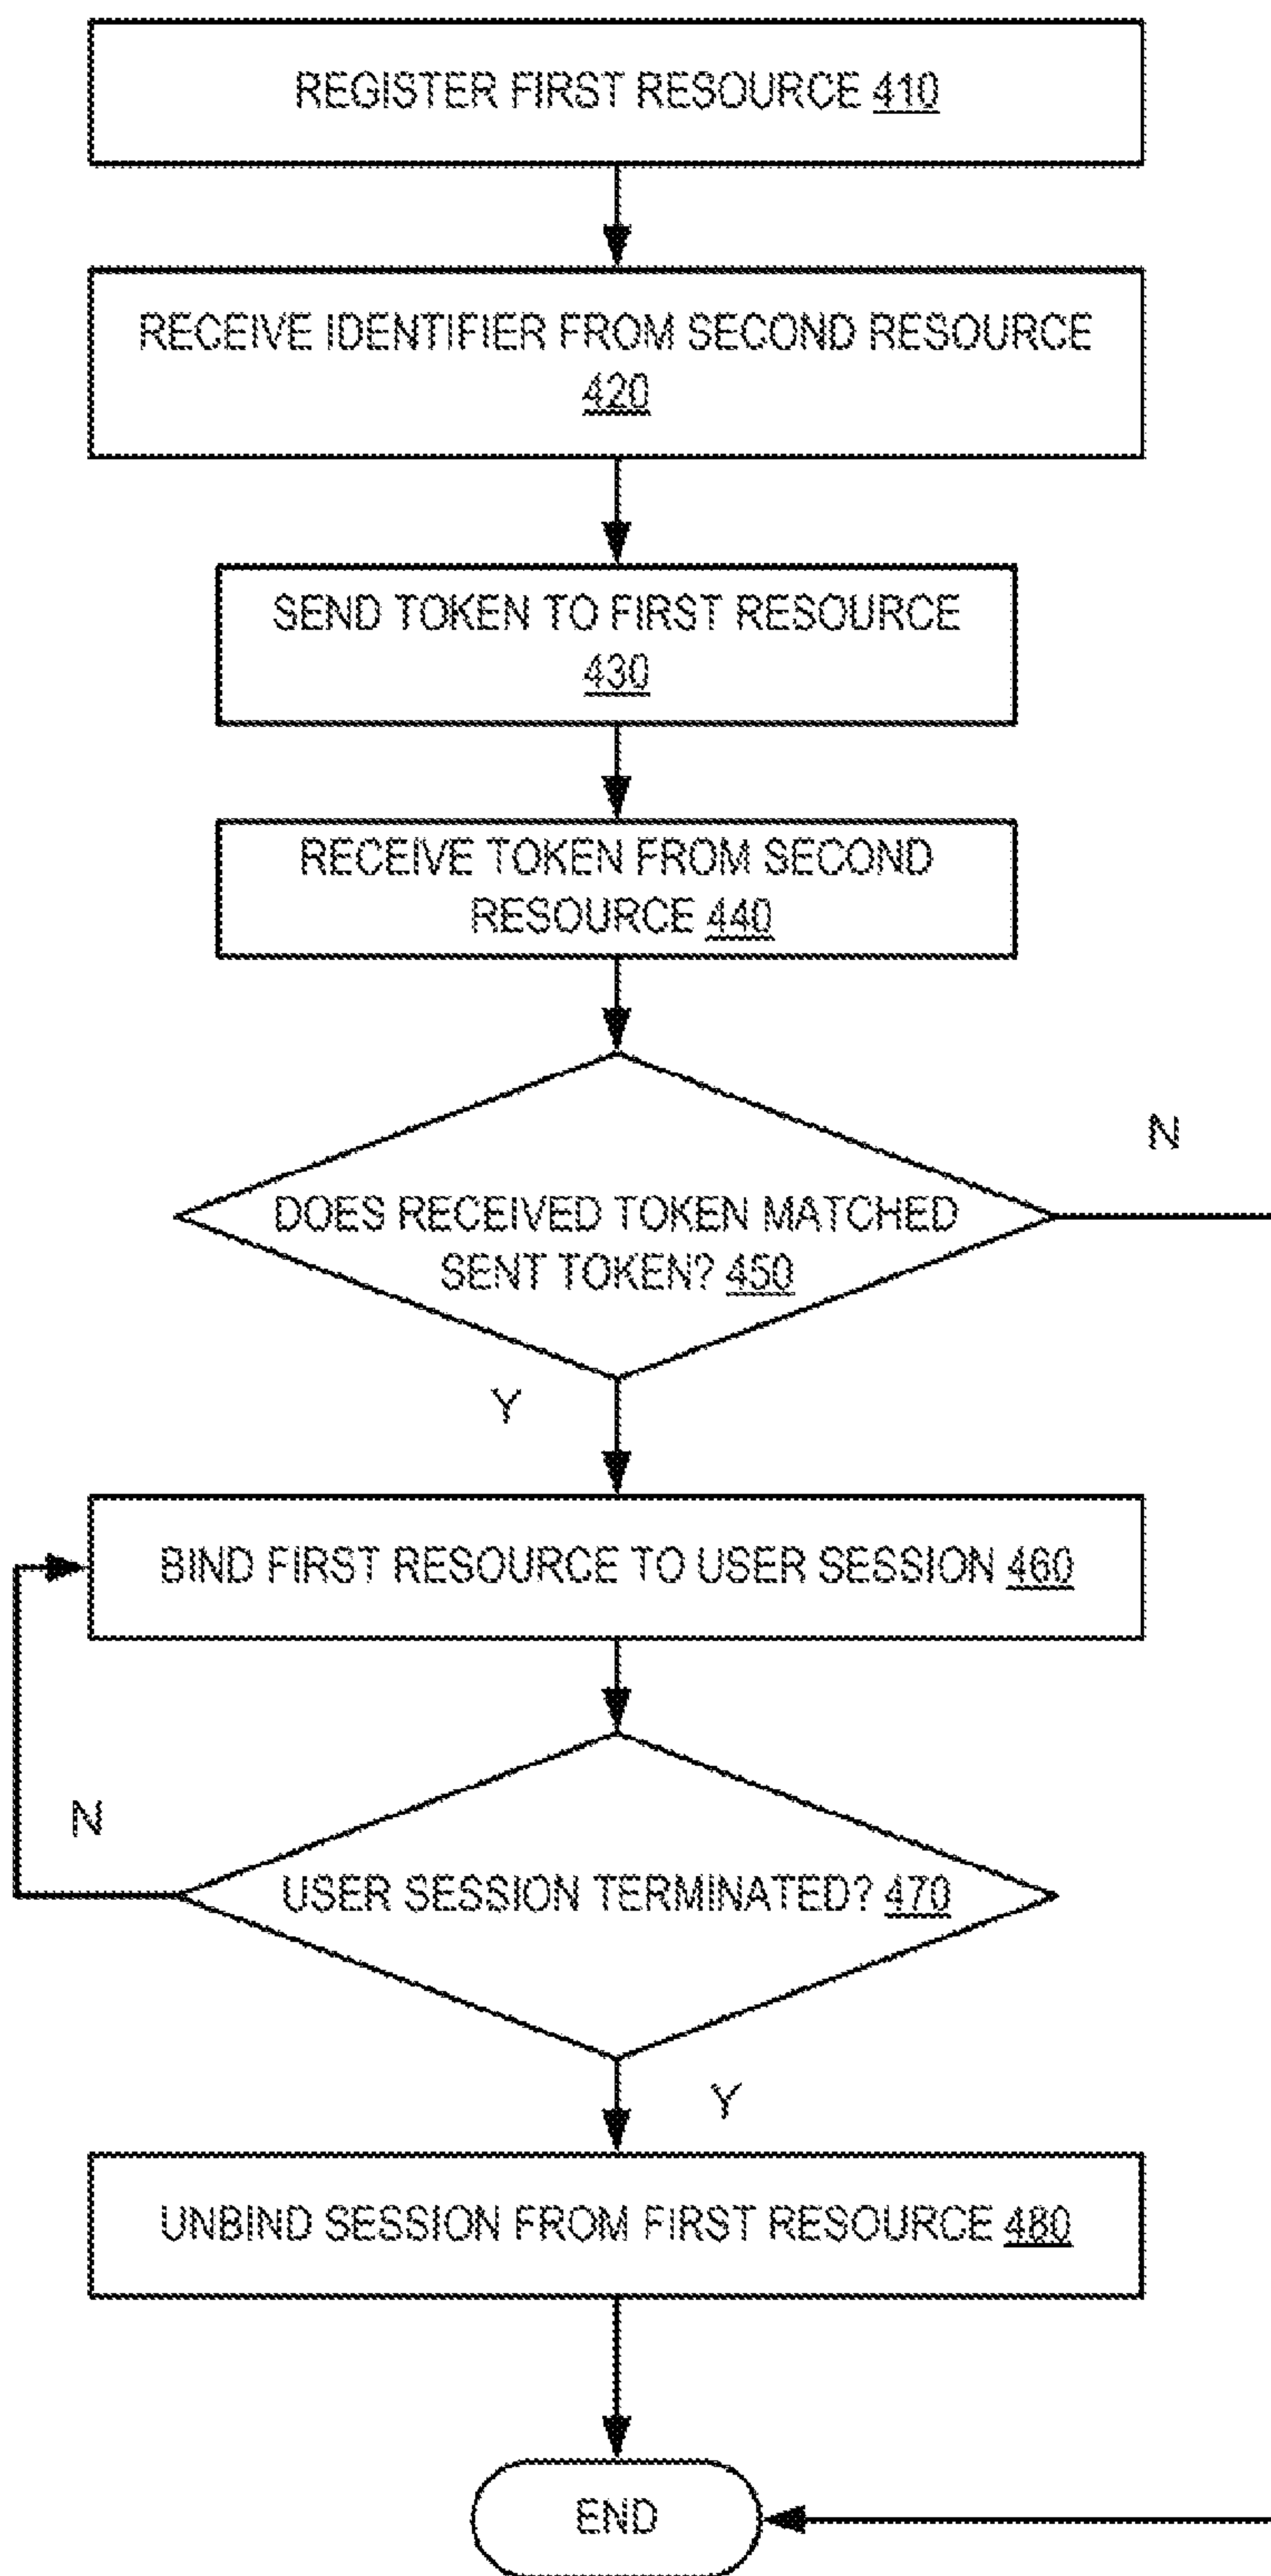 REGISTER FIRST RESOURCE 410
RECEIVE IDENTIFIER FROM SECOND RESOURCE
420
SEND TOKEN TO FIRST RESOURCE
430
RECEIVE TOKEN FROM SECOND
RESOURCE 440
N
DOES RECEIVED TOKEN MATCHED
SENT TOKEN? 450
Y
BIND FIRST RESOURCE TO USER SESSION 460
N
USER SESSION TERMINATED? 470
Y
UNBIND SESSION FROM FIRST RESOURCE 480
END